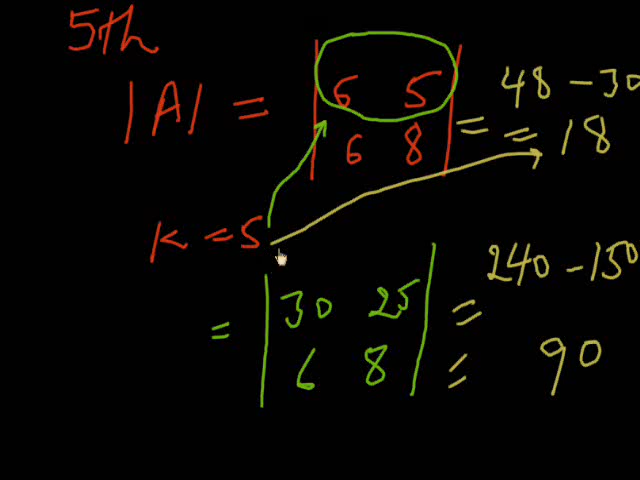 5th
48 - 30
|A| = | 6 5 | =
| 6 8 | = 18
K = 5
240 - 150
= | 30 25 | =
| 6 8 | = 90